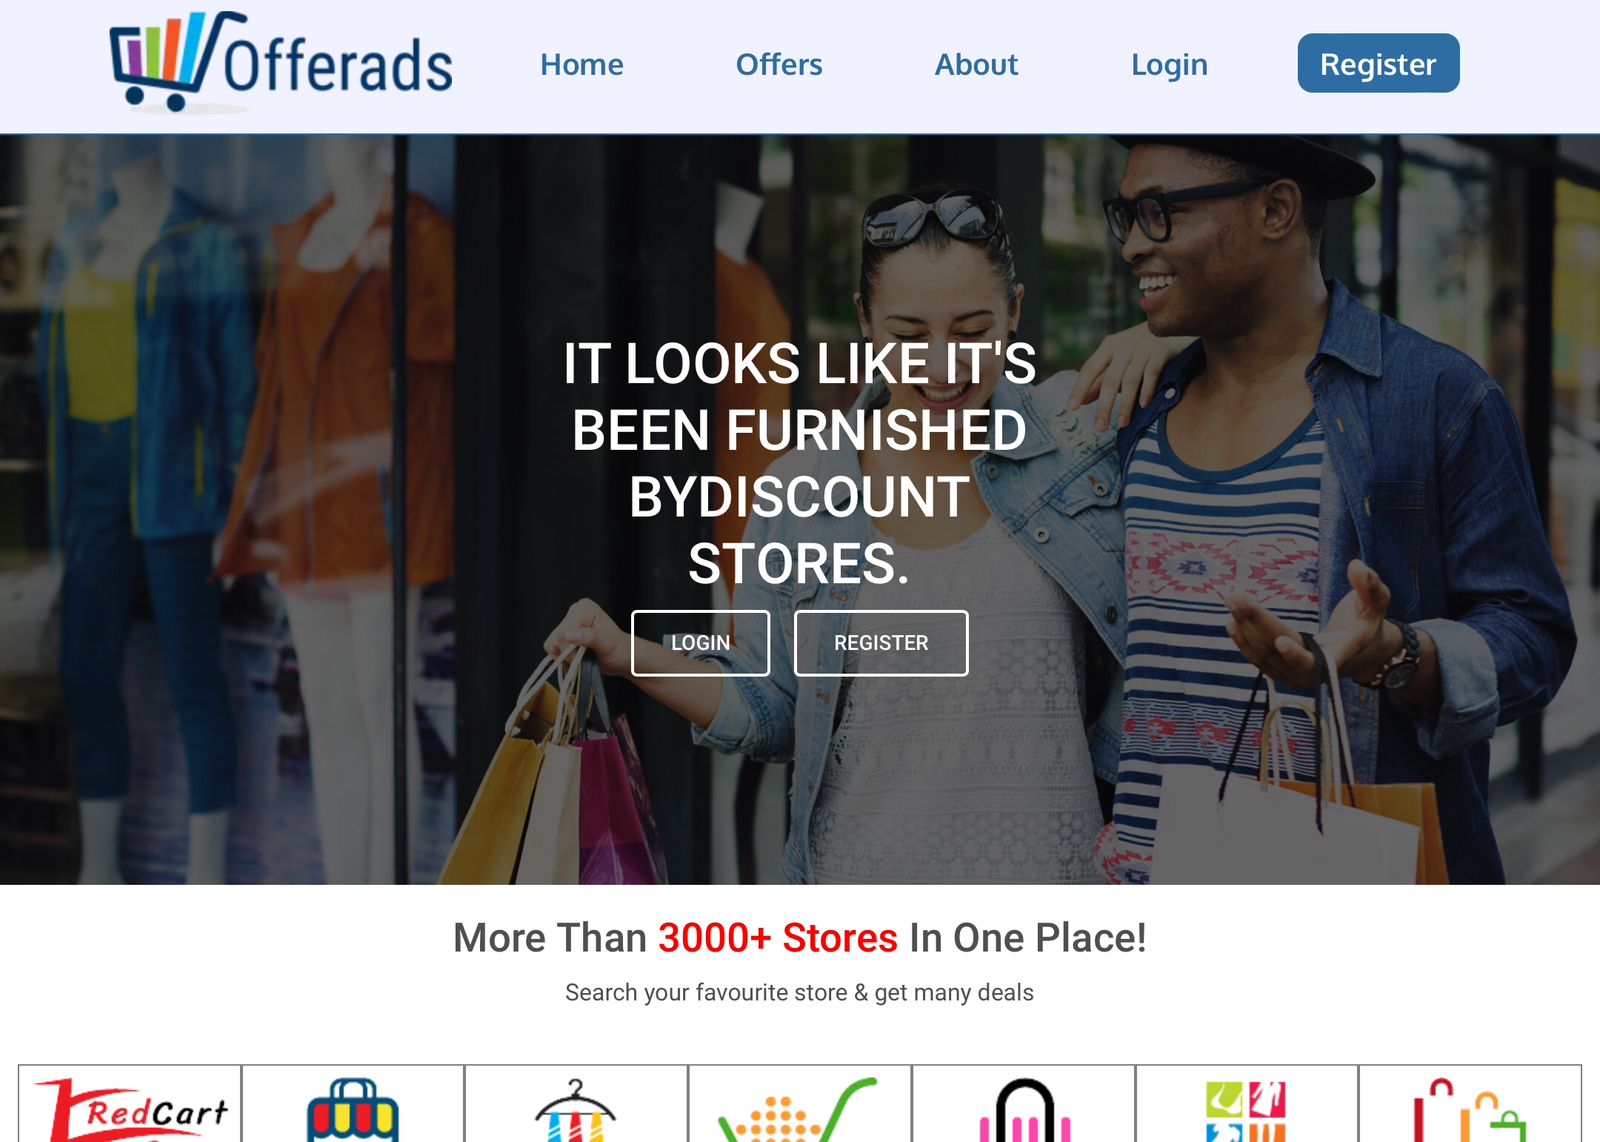 Offerads
Home
Offers
About
Login
Register
IT LOOKS LIKE IT'S
BEEN FURNISHED
BYDISCOUNT
STORES.
LOGIN
REGISTER
More Than 3000+ Stores In One Place!
Search your favourite store & get many deals
RedCart